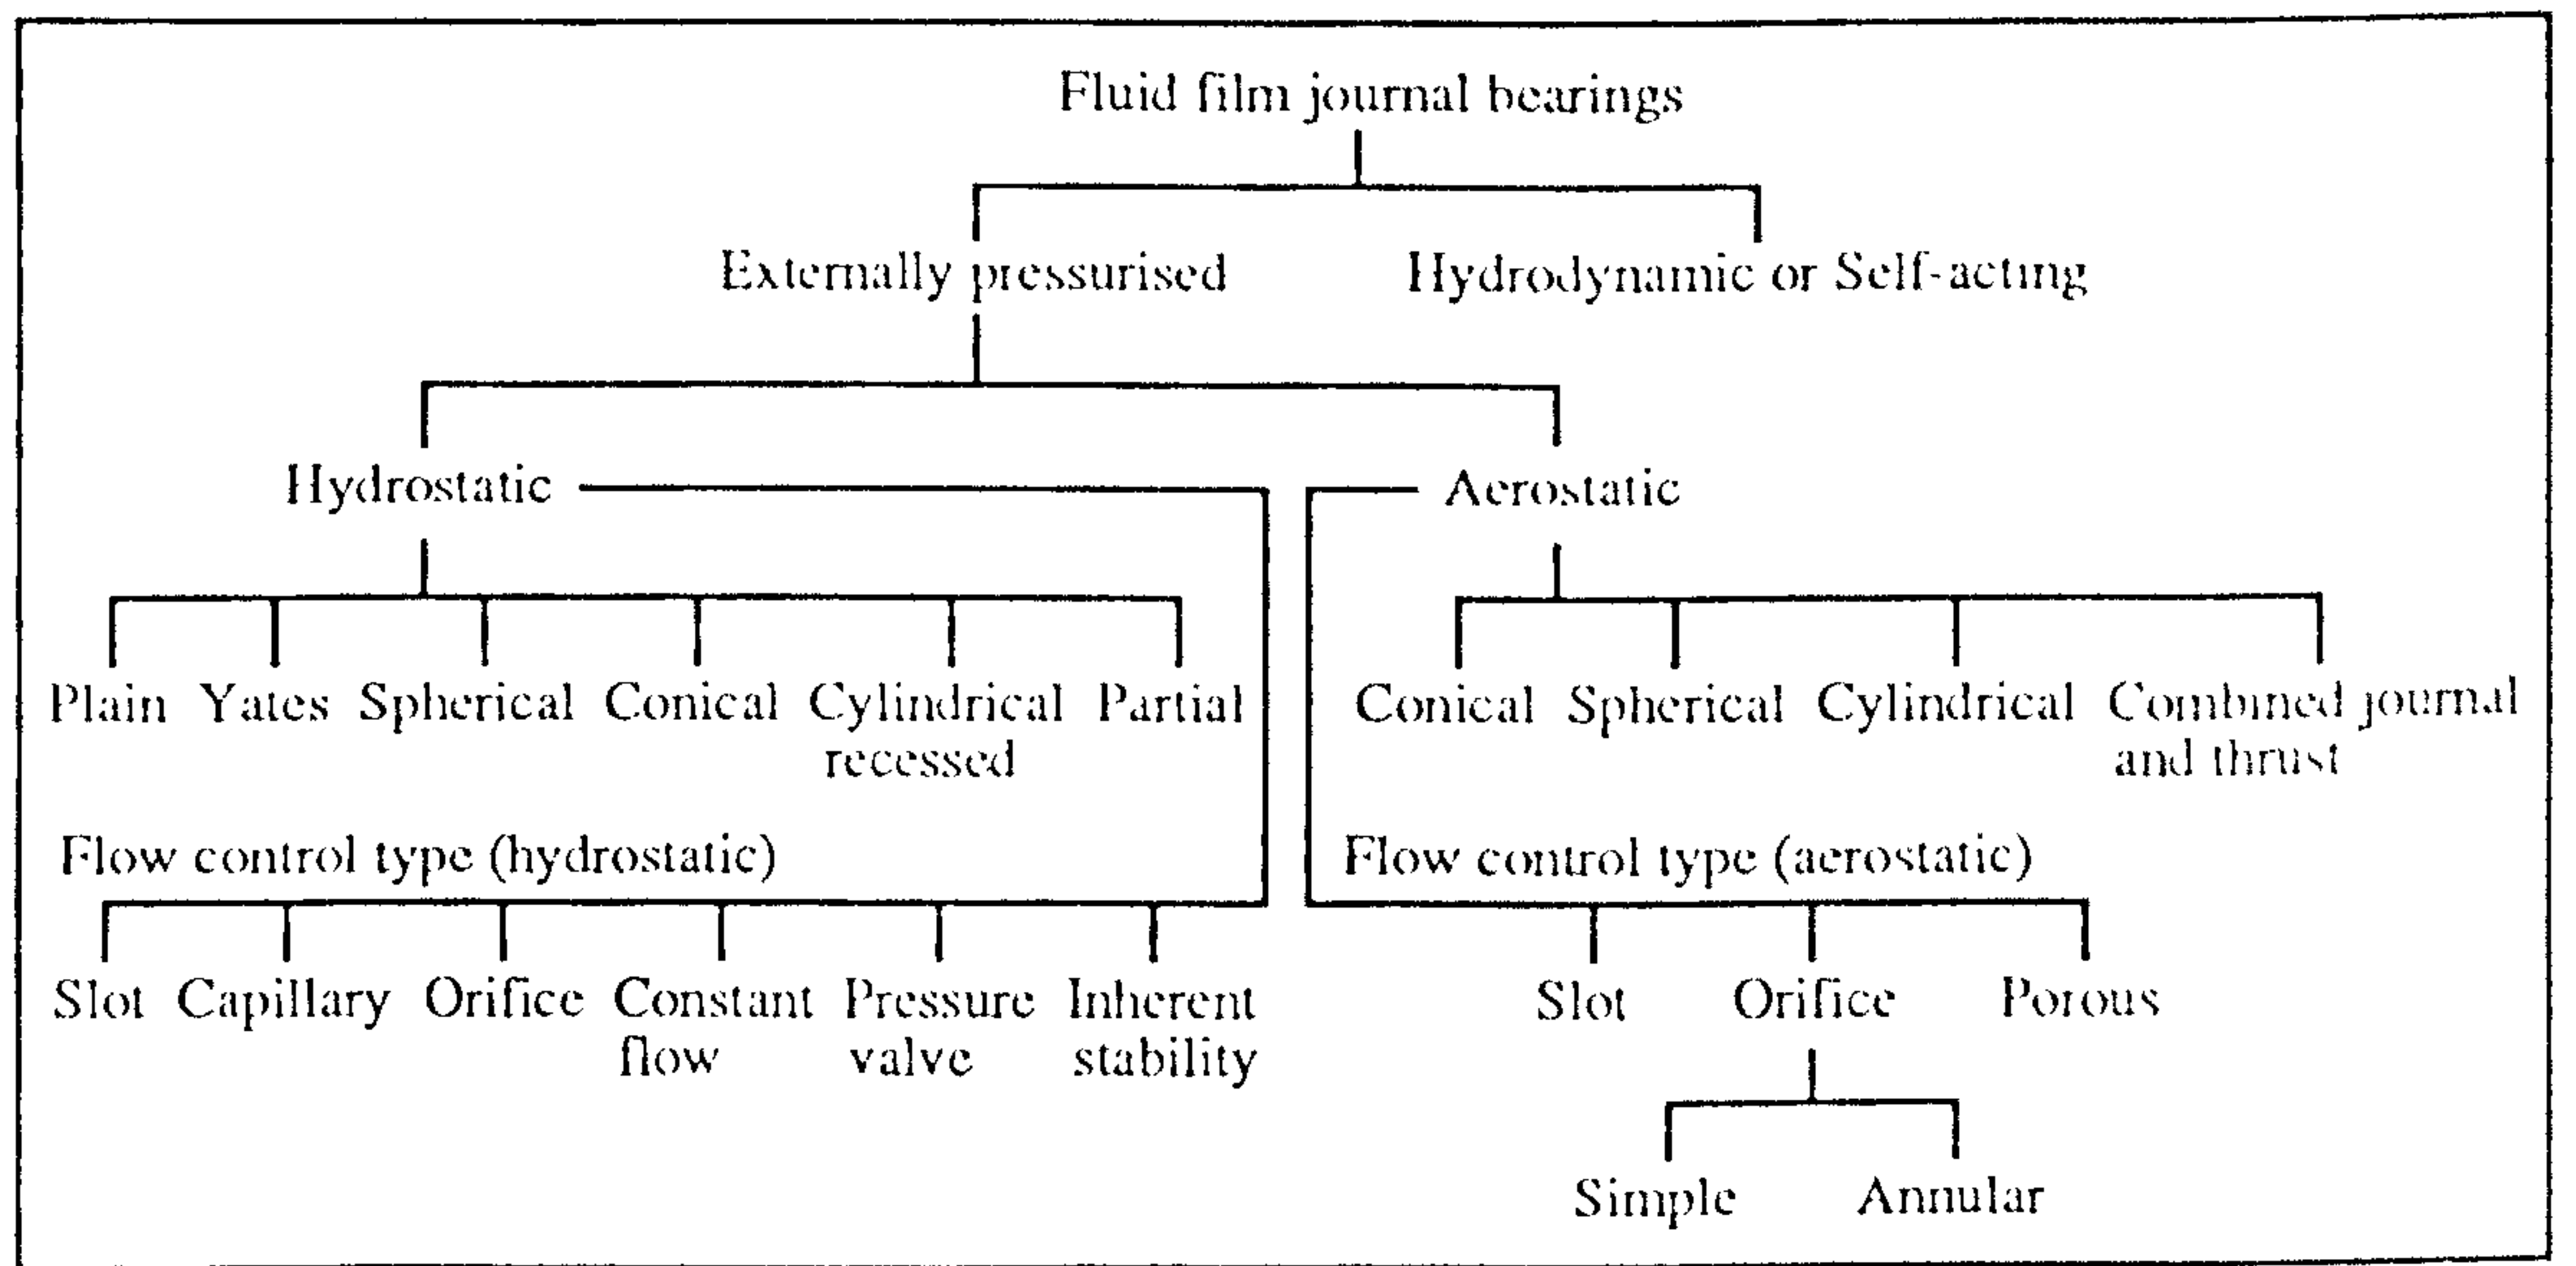 Fluid film journal bearings
Externally pressurised Hydrodynamic or Self-acting
Hydrostatic Aerostatic
Plain Yates Spherical Conical Cylindrical Partial Conical Spherical Cylindrical Combined journal
recessed and thrust
Flow control type (hydrostatic) Flow control type (aerostatic)
Slot Capillary Orifice Constant Pressure Inherent Slot Orifice Porous
flow valve stability
Simple Annular